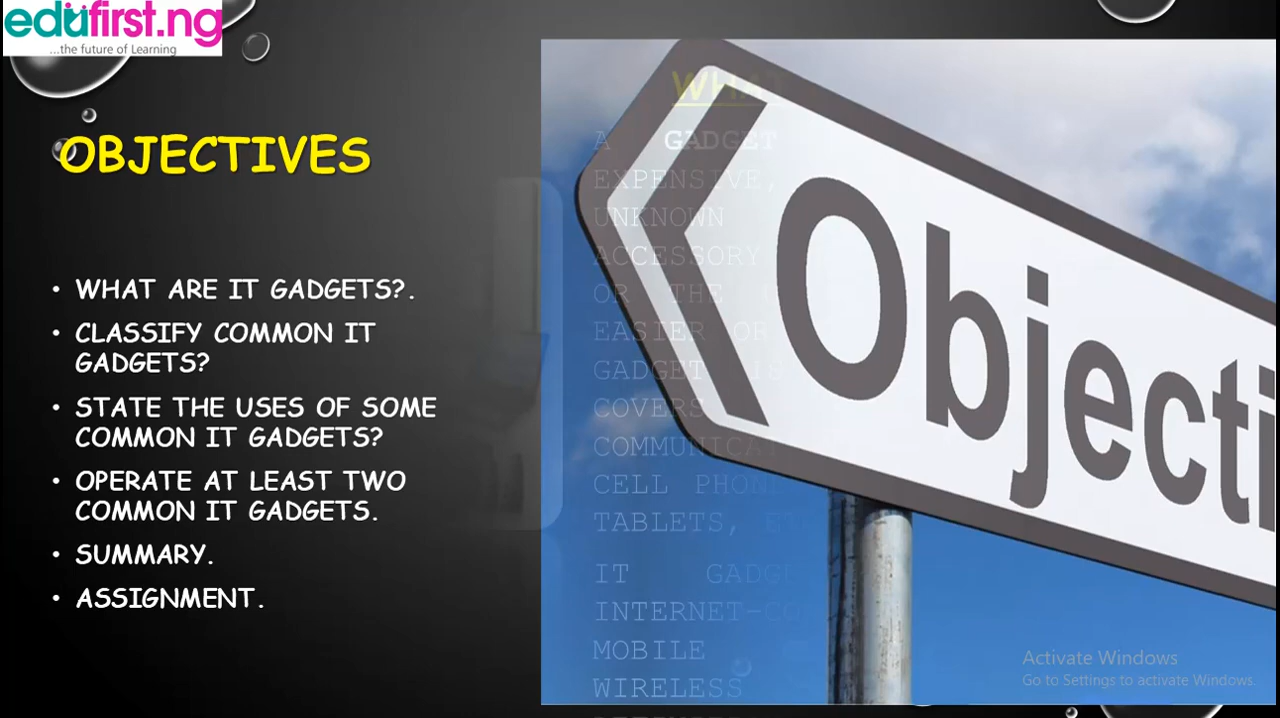 edufirst.ng
...the future of Learning
OBJECTIVES
• WHAT ARE IT GADGETS?.
• CLASSIFY COMMON IT
GADGETS?
• STATE THE USES OF SOME
COMMON IT GADGETS?
• OPERATE AT LEAST TWO
COMMON IT GADGETS.
• SUMMARY.
• ASSIGNMENT.
WHAT
A GADGET
EXPENSIVE,
UNKNOWN
ACCESSORY
OR THE
EASIER OR
GADGET
COVERS
CELL PHONE
TABLETS,
IT
MOBILE
WIRELESS
Objecti
Activate Windows
Go to Settings to activate Windows.